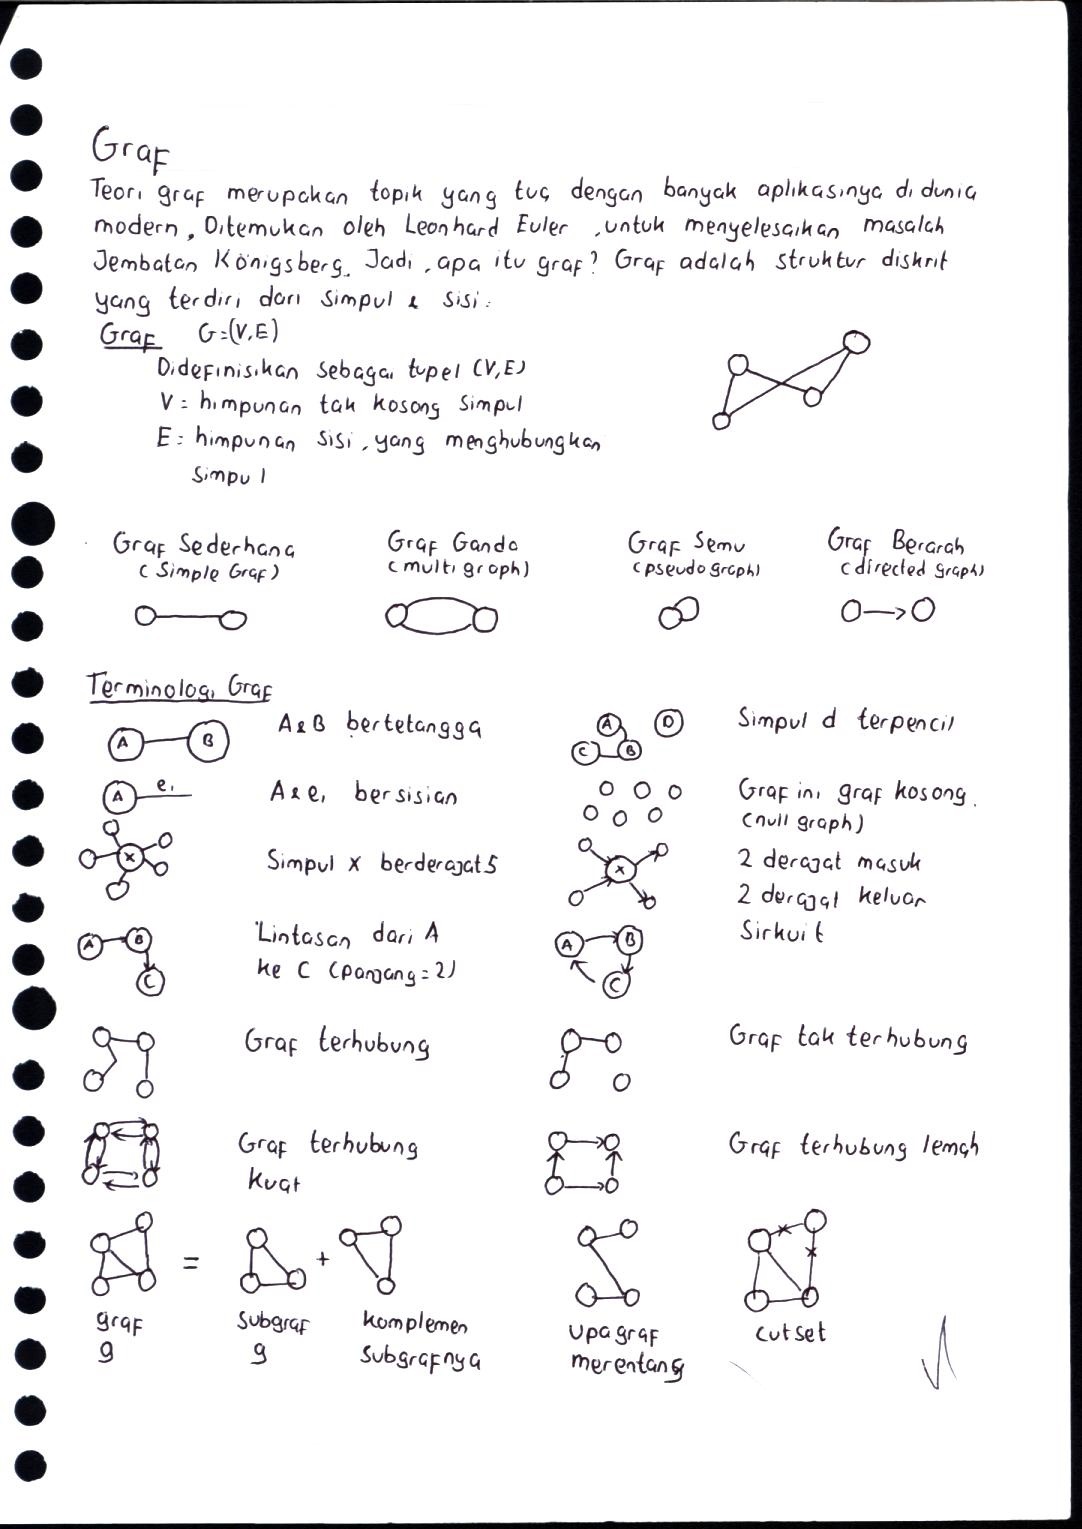 Graf
Teori graf merupakan topik yang tua dengan banyak aplikasinya di dunia
modern, Ditemukan oleh Leonhard Euler, untuk menyelesaikan masalah
Jembatan Königsberg. Jadi, apa itu graf? Graf adalah struktur diskrit
yang terdiri dari simpul & sisi.
Graf G=(V,E)
Didefinisikan sebagai tupel (V,E)
V = himpunan tak kosong simpul
E = himpunan sisi, yang menghubungkan
simpul
Graf Sederhana
(Simple Graf)
Graf Ganda
(multi graph)
Graf Semu
(pseudo graph)
Graf Berarah
(directed graph)
Terminologi Graf
A B
A & B bertetangga
A D
C B
Simpul d terpencil
A e₁
A & e₁ bersisian
Graf ini graf kosong.
(null graph)
X
Simpul x berderajat 5
X
2 derajat masuk
2 derajat keluar
A B
C
Lintasan dari A
ke C (panjang = 2)
A B
C
Sirkuit
Graf terhubung
Graf tak terhubung
Graf terhubung
kuat
Graf terhubung lemah
= +
graf
g
subgraf
g
komplemen
subgrafnya
upagraf
merentang
cutset